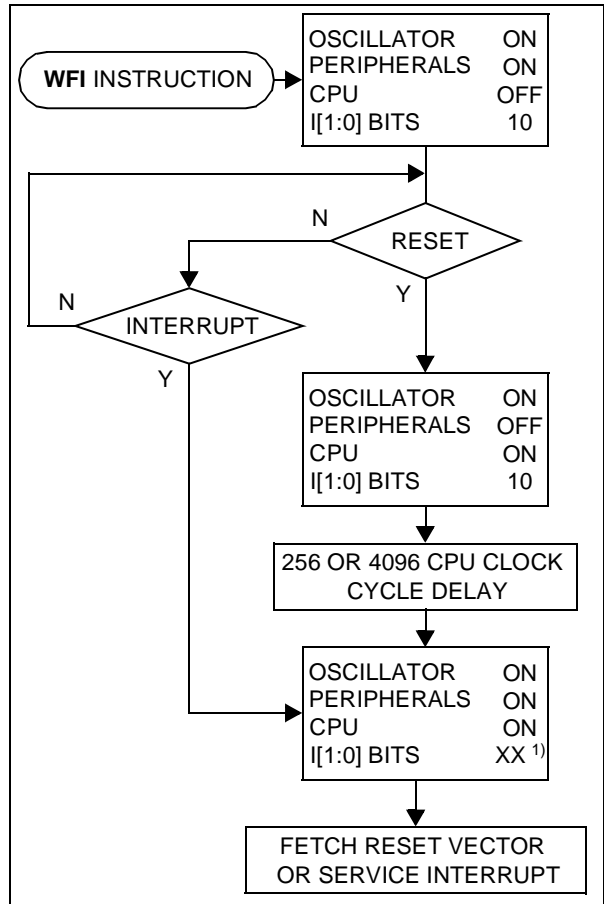 WFI INSTRUCTION
OSCILLATOR ON
PERIPHERALS ON
CPU OFF
I[1:0] BITS 10
N
RESET
Y
N
INTERRUPT
Y
OSCILLATOR ON
PERIPHERALS OFF
CPU ON
I[1:0] BITS 10
256 OR 4096 CPU CLOCK
CYCLE DELAY
OSCILLATOR ON
PERIPHERALS ON
CPU ON
I[1:0] BITS XX 1)
FETCH RESET VECTOR
OR SERVICE INTERRUPT